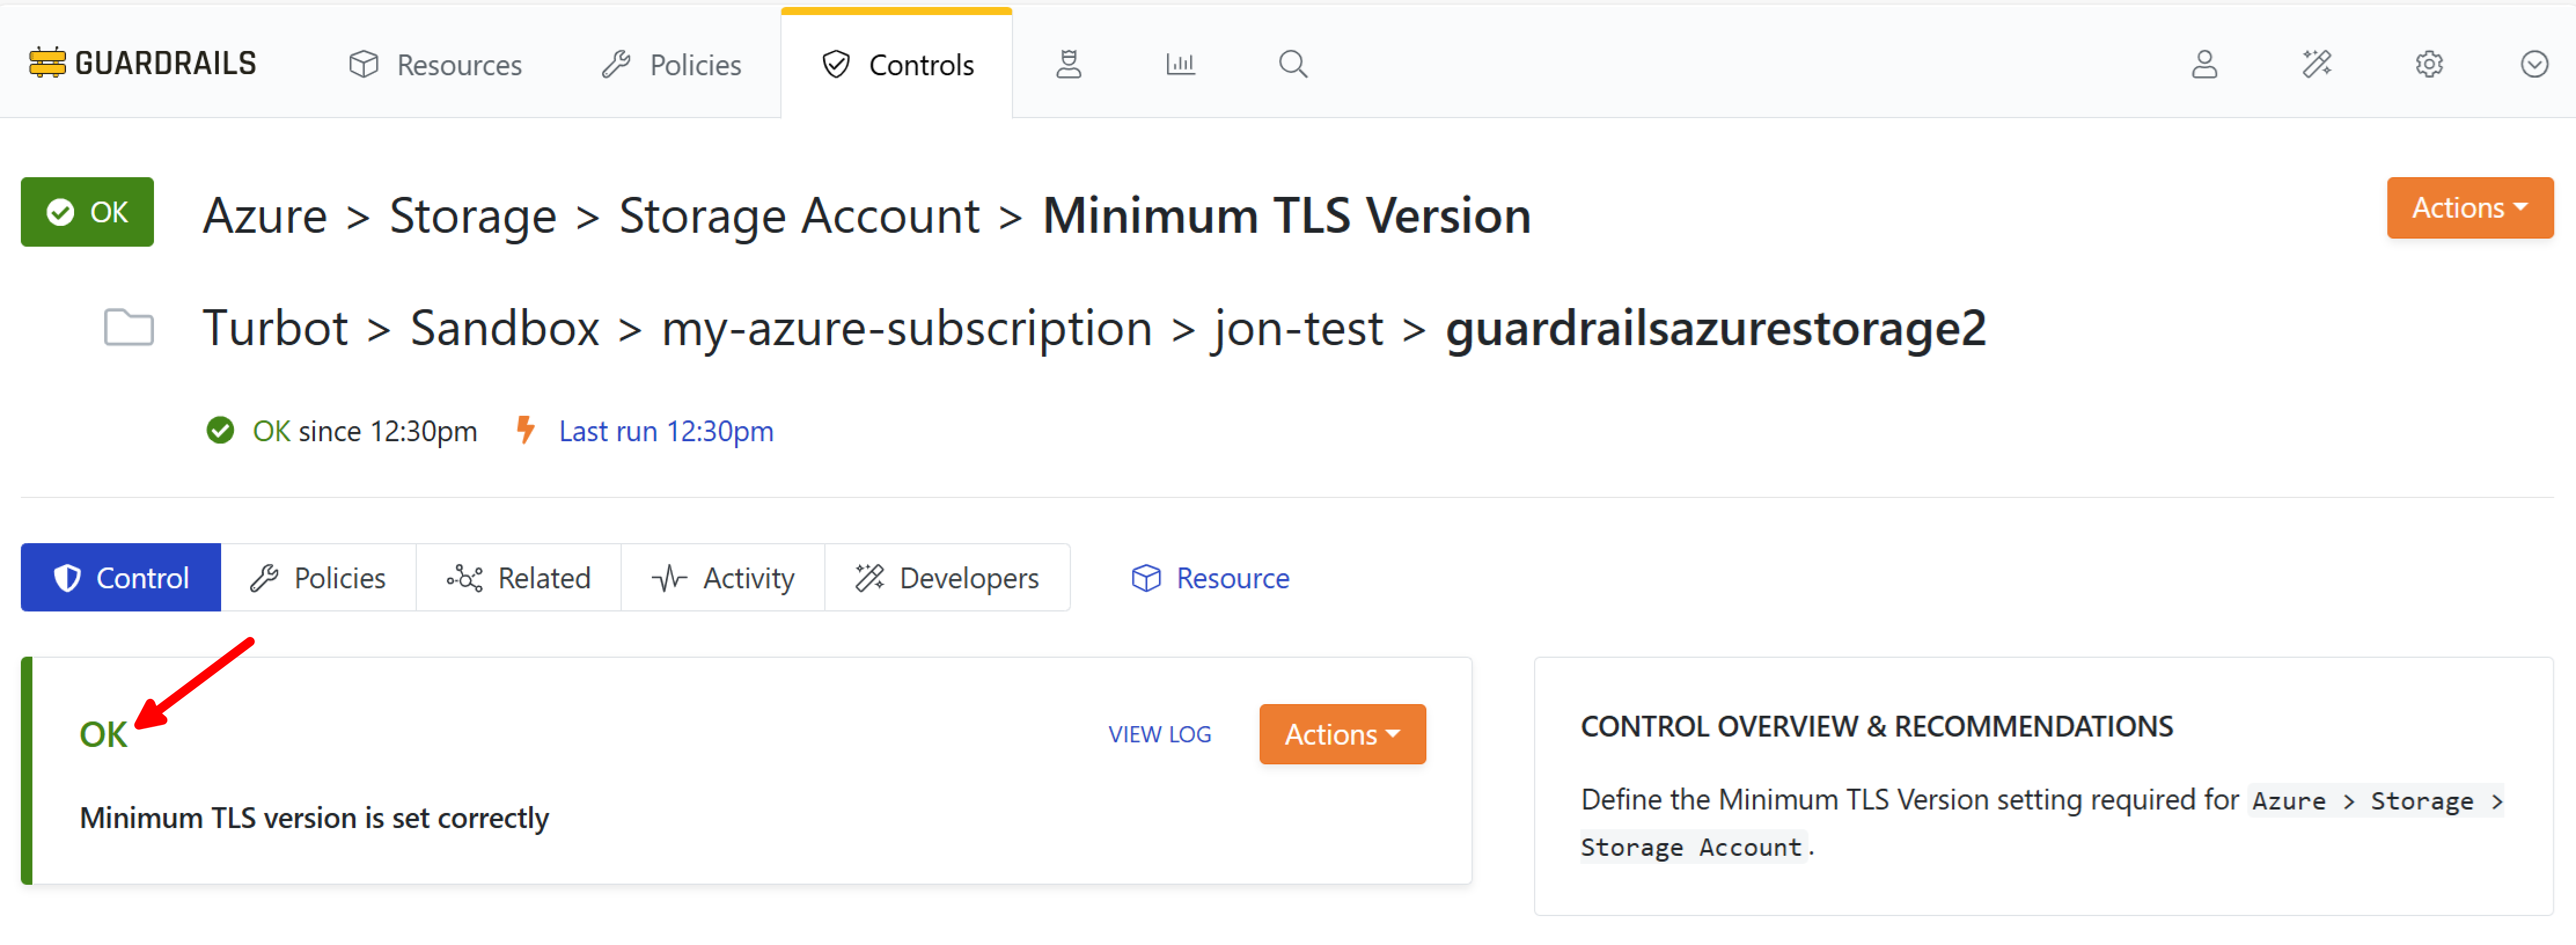 GUARDRAILS Resources Policies Controls
OK Azure > Storage > Storage Account > Minimum TLS Version Actions
Turbot > Sandbox > my-azure-subscription > jon-test > guardrailsazurestorage2
OK since 12:30pm Last run 12:30pm
Control Policies Related Activity Developers Resource
OK VIEW LOG Actions
Minimum TLS version is set correctly
CONTROL OVERVIEW & RECOMMENDATIONS
Define the Minimum TLS Version setting required for Azure > Storage >
Storage Account.